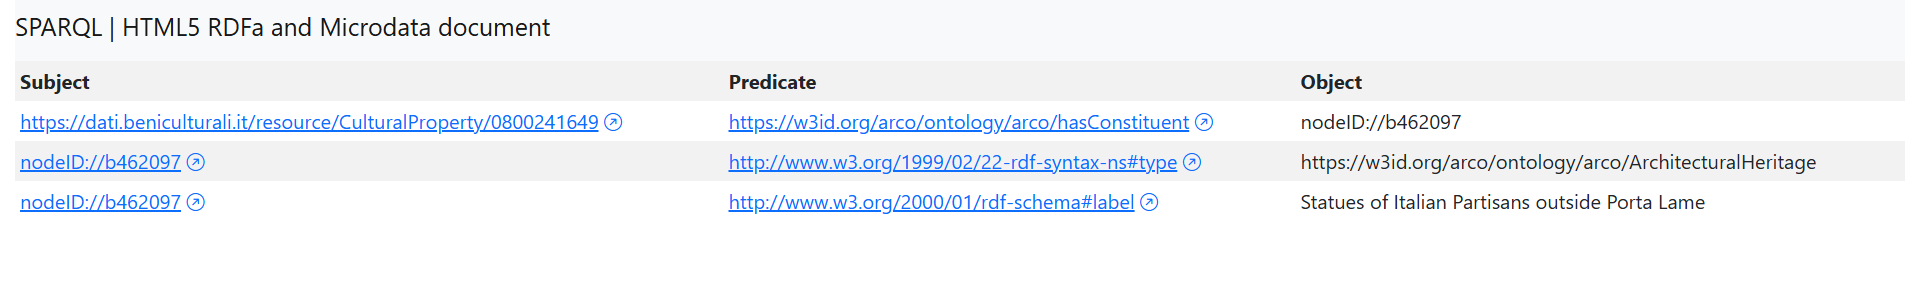 SPARQL | HTML5 RDFa and Microdata document
Subject Predicate Object
https://dati.beniculturali.it/resource/CulturalProperty/0800241649 https://w3id.org/arco/ontology/arco/hasConstituent nodeID://b462097
nodeID://b462097 http://www.w3.org/1999/02/22-rdf-syntax-ns#type https://w3id.org/arco/ontology/arco/ArchitecturalHeritage
nodeID://b462097 http://www.w3.org/2000/01/rdf-schema#label Statues of Italian Partisans outside Porta Lame